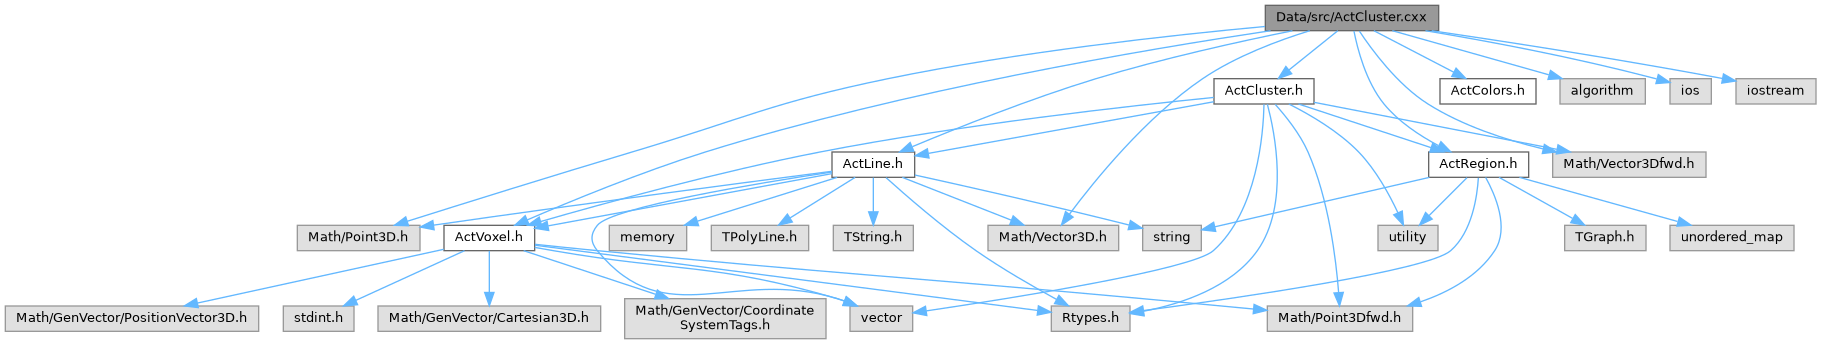 Data/src/ActCluster.cxx
ActCluster.h
ActColors.h
algorithm
ios
iostream
ActLine.h
ActRegion.h
Math/Vector3Dfwd.h
Math/Point3D.h
ActVoxel.h
memory
TPolyLine.h
TString.h
Math/Vector3D.h
string
utility
TGraph.h
unordered_map
Math/GenVector/PositionVector3D.h
stdint.h
Math/GenVector/Cartesian3D.h
Math/GenVector/Coordinate
SystemTags.h
vector
Rtypes.h
Math/Point3Dfwd.h